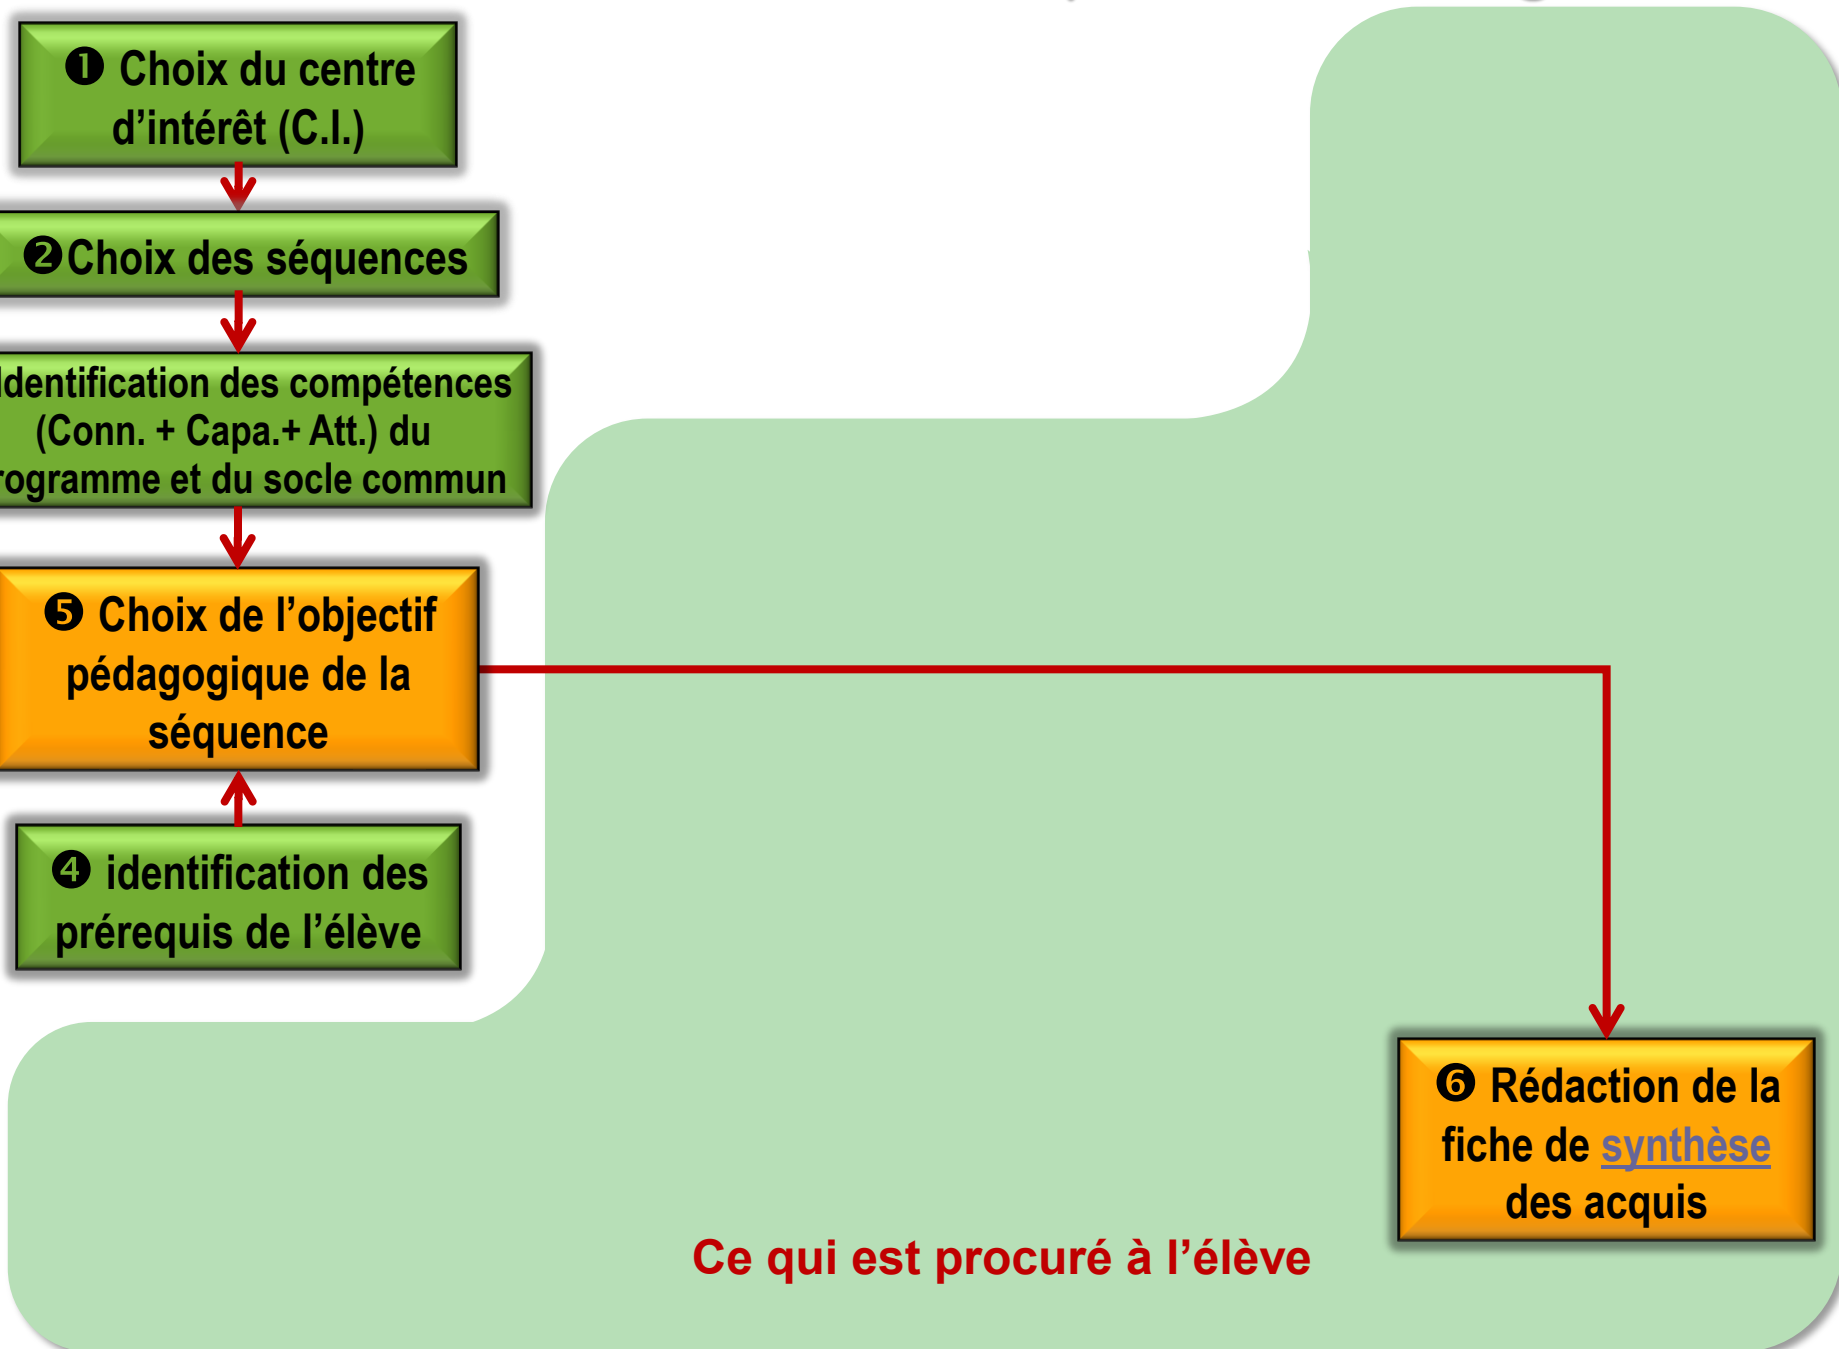 ❶ Choix du centre
d’intérêt (C.I.)
❷Choix des séquences
Identification des compétences
(Conn. + Capa.+ Att.) du
rogramme et du socle commun
❺ Choix de l’objectif
pédagogique de la
séquence
❹ identification des
prérequis de l’élève
❻ Rédaction de la
fiche de synthèse
des acquis
Ce qui est procuré à l’élève